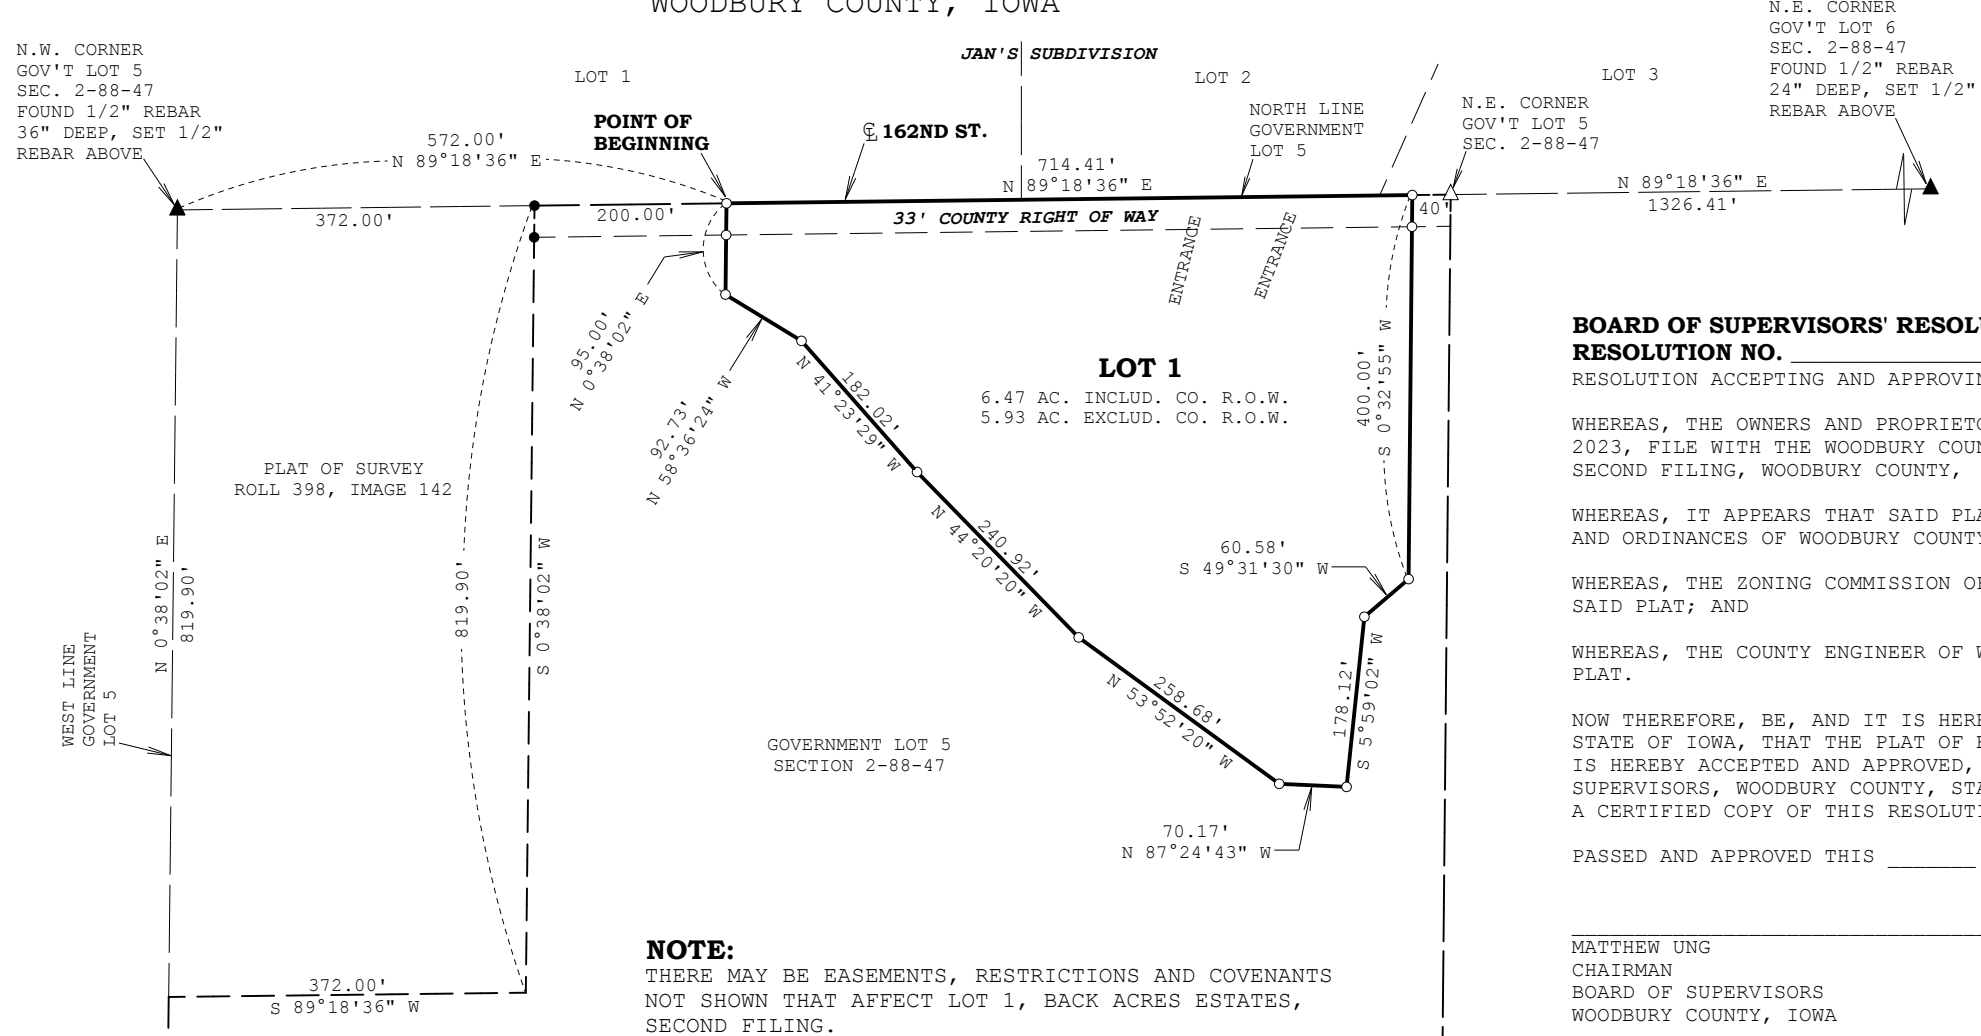 WOODBURY COUNTY, IOWA
N.W. CORNER
GOV'T LOT 5
SEC. 2-88-47
FOUND 1/2" REBAR
36" DEEP, SET 1/2"
REBAR ABOVE
JAN'S SUBDIVISION
LOT 1
LOT 2
LOT 3
N.E. CORNER
GOV'T LOT 6
SEC. 2-88-47
FOUND 1/2" REBAR
24" DEEP, SET 1/2"
REBAR ABOVE
572.00'
N 89°18'36" E
POINT OF
BEGINNING
℄ 162ND ST.
NORTH LINE
GOVERNMENT
LOT 5
N.E. CORNER
GOV'T LOT 5
SEC. 2-88-47
714.41'
N 89°18'36" E
N 89°18'36" E
1326.41'
372.00'
200.00'
33' COUNTY RIGHT OF WAY
40'
ENTRANCE
ENTRANCE
95.00'
N 0°38'02" E
92.73'
N 58°36'24" W
182.02'
N 41°23'29" W
LOT 1
6.47 AC. INCLUD. CO. R.O.W.
5.93 AC. EXCLUD. CO. R.O.W.
400.00'
S 0°32'55" W
PLAT OF SURVEY
ROLL 398, IMAGE 142
240.92'
N 44°20'20" W
60.58'
S 49°31'30" W
N 0°38'02" E
819.90'
819.90'
S 0°38'02" W
WEST LINE
GOVERNMENT
LOT 5
258.68'
N 53°52'20" W
178.12'
S 5°59'02" W
GOVERNMENT LOT 5
SECTION 2-88-47
70.17'
N 87°24'43" W
372.00'
S 89°18'36" W
NOTE:
THERE MAY BE EASEMENTS, RESTRICTIONS AND COVENANTS
NOT SHOWN THAT AFFECT LOT 1, BACK ACRES ESTATES,
SECOND FILING.
BOARD OF SUPERVISORS' RESOLU
RESOLUTION NO.
RESOLUTION ACCEPTING AND APPROVIN
WHEREAS, THE OWNERS AND PROPRIETO
2023, FILE WITH THE WOODBURY COUN
SECOND FILING, WOODBURY COUNTY,
WHEREAS, IT APPEARS THAT SAID PLA
AND ORDINANCES OF WOODBURY COUNTY
WHEREAS, THE ZONING COMMISSION OF
SAID PLAT; AND
WHEREAS, THE COUNTY ENGINEER OF W
PLAT.
NOW THEREFORE, BE, AND IT IS HERE
STATE OF IOWA, THAT THE PLAT OF B
IS HEREBY ACCEPTED AND APPROVED,
SUPERVISORS, WOODBURY COUNTY, STA
A CERTIFIED COPY OF THIS RESOLUTI
PASSED AND APPROVED THIS
MATTHEW UNG
CHAIRMAN
BOARD OF SUPERVISORS
WOODBURY COUNTY, IOWA